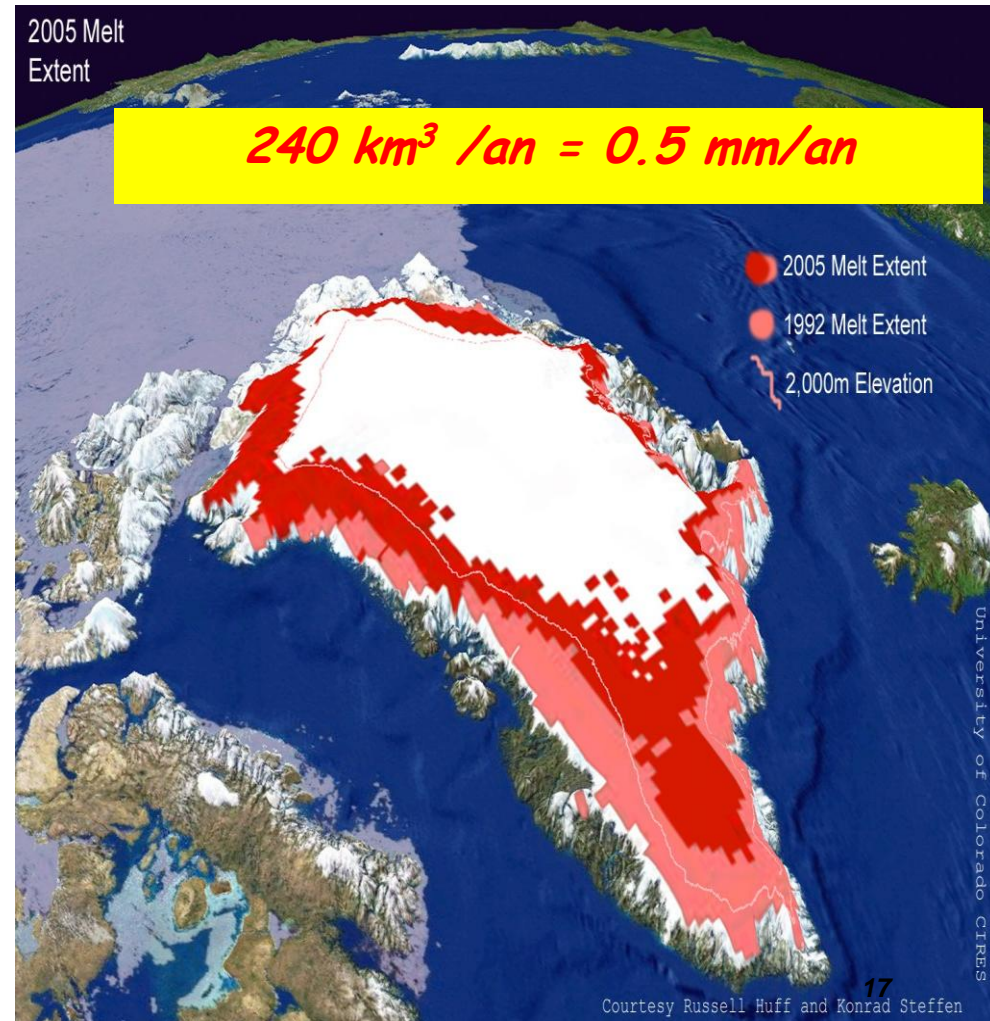 2005 Melt
Extent
240 km³ /an = 0.5 mm/an
2005 Melt Extent
1992 Melt Extent
2,000m Elevation
University of Colorado CIRES
17
Courtesy Russell Huff and Konrad Steffen